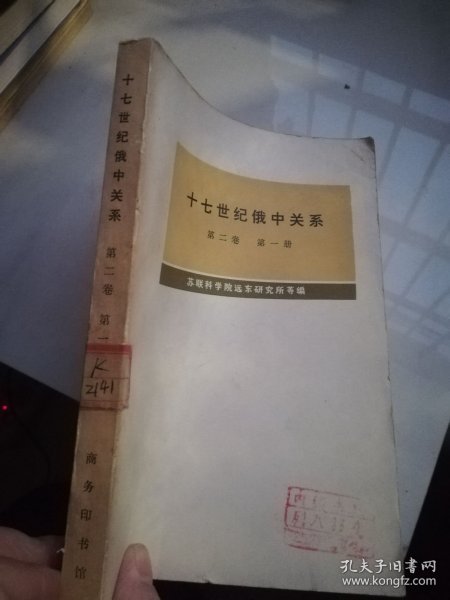 十七世纪俄中关系
第二卷 第一
K
2141
商务印书馆
十七世纪俄中关系
第二卷 第一册
苏联科学院远东研究所等编
孔夫子旧书网
www.kongfz.com